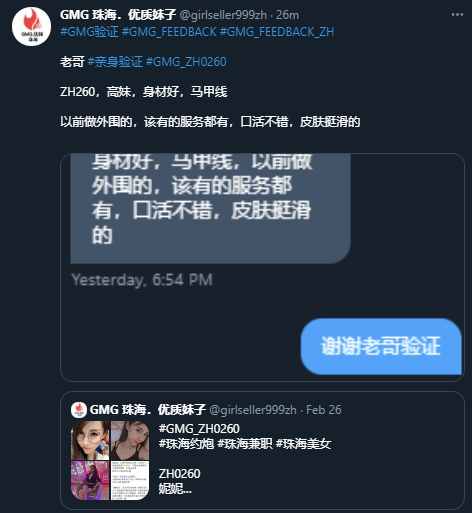 GMG 珠海．优质妹子 @girlseller999zh · 26m
#GMG验证 #GMG_FEEDBACK #GMG_FEEDBACK_ZH
老哥 #亲身验证 #GMG_ZH0260
ZH260，高妹，身材好，马甲线
以前做外围的，该有的服务都有，口活不错，皮肤挺滑的
身材好，马甲线，以前做
外围的，该有的服务都
有，口活不错，皮肤挺滑
的
Yesterday, 6:54 PM
谢谢老哥验证
GMG 珠海．优质妹子 @girlseller999zh · Feb 26
#GMG_ZH0260
#珠海约炮 #珠海兼职 #珠海美女
ZH0260
妮妮...